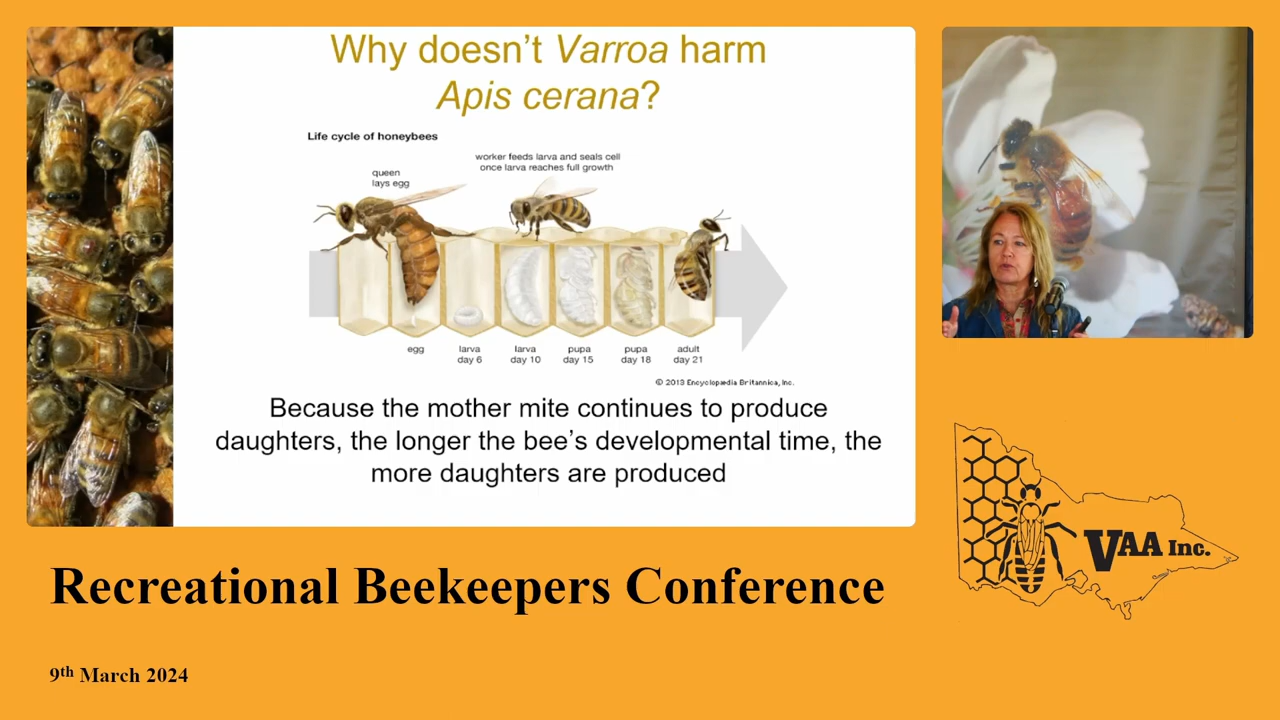 Why doesn't Varroa harm
Apis cerana?
Life cycle of honeybees
queen
lays egg
worker feeds larva and seals cell
once larva reaches full growth
egg
larva
day 6
larva
day 10
pupa
day 15
pupa
day 18
adult
day 21
© 2013 Encyclopædia Britannica, Inc.
Because the mother mite continues to produce
daughters, the longer the bee's developmental time, the
more daughters are produced
VAA Inc.
Recreational Beekeepers Conference
9th March 2024